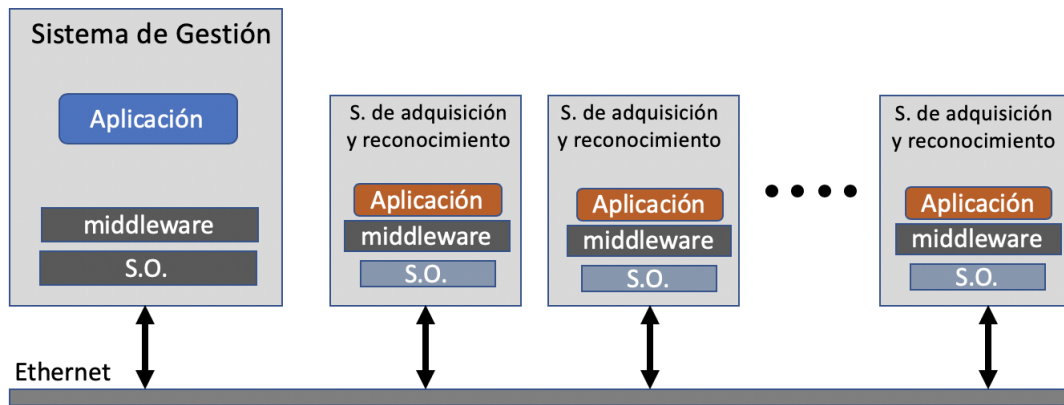 Sistema de Gestión
Aplicación
middleware
S.O.
S. de adquisición
y reconocimiento
Aplicación
middleware
S.O.
S. de adquisición
y reconocimiento
Aplicación
middleware
S.O.
S. de adquisición
y reconocimiento
Aplicación
middleware
S.O.
Ethernet